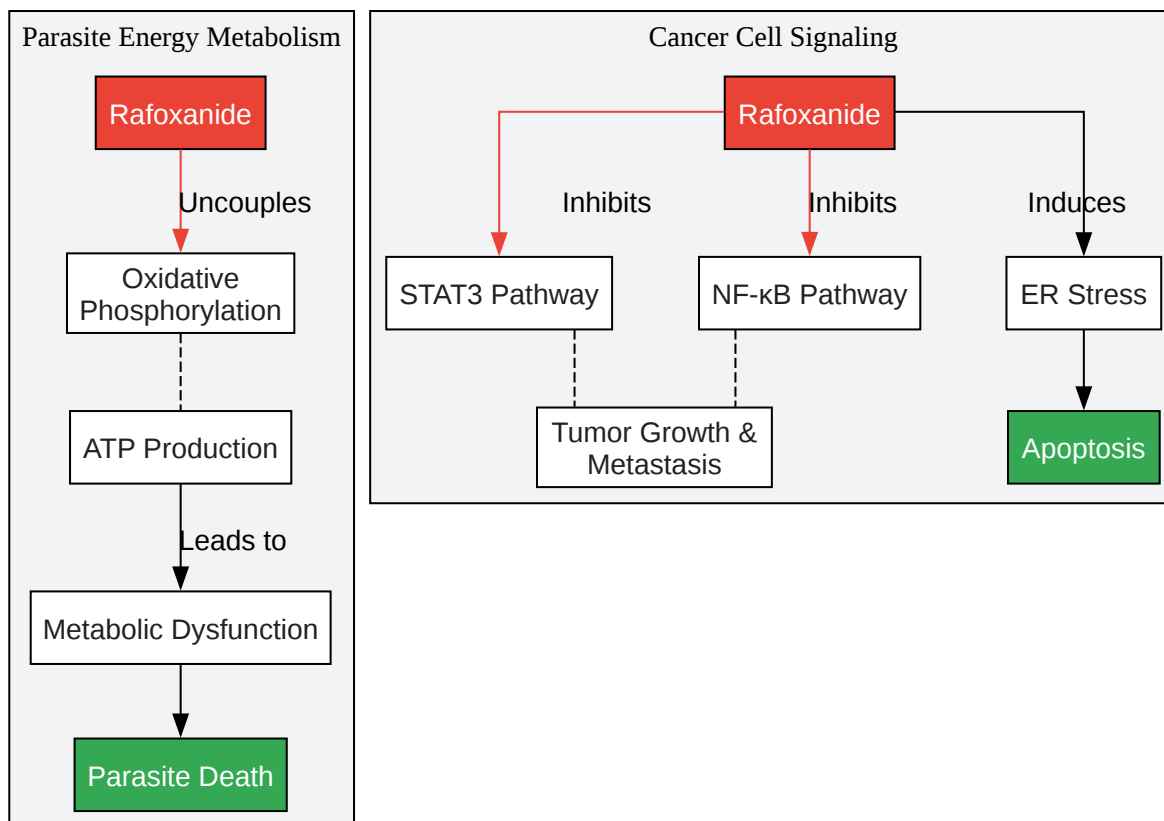 Parasite Energy Metabolism
Rafoxanide
Uncouples
Oxidative
Phosphorylation
ATP Production
Leads to
Metabolic Dysfunction
Parasite Death
Cancer Cell Signaling
Rafoxanide
Inhibits
Inhibits
Induces
STAT3 Pathway
NF-κB Pathway
ER Stress
Tumor Growth &
Metastasis
Apoptosis